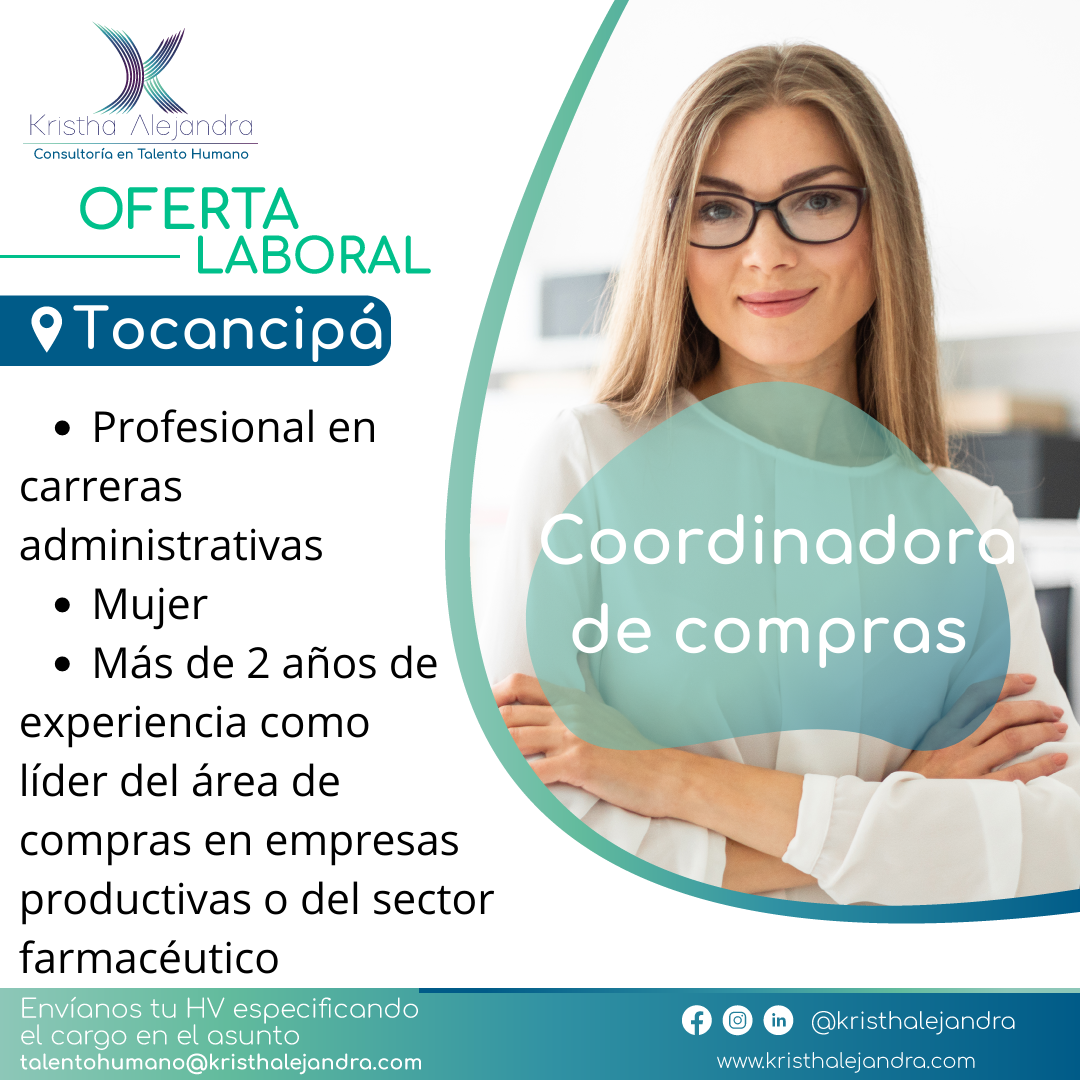 Kristha Alejandra
Consultoría en Talento Humano
OFERTA
LABORAL
Tocancipá
• Profesional en
carreras
administrativas
• Mujer
• Más de 2 años de
experiencia como
líder del área de
compras en empresas
productivas o del sector
farmacéutico
Coordinadora
de compras
Envíanos tu HV especificando
el cargo en el asunto
talentohumano@kristhalejandra.com
@kristhalejandra
www.kristhalejandra.com